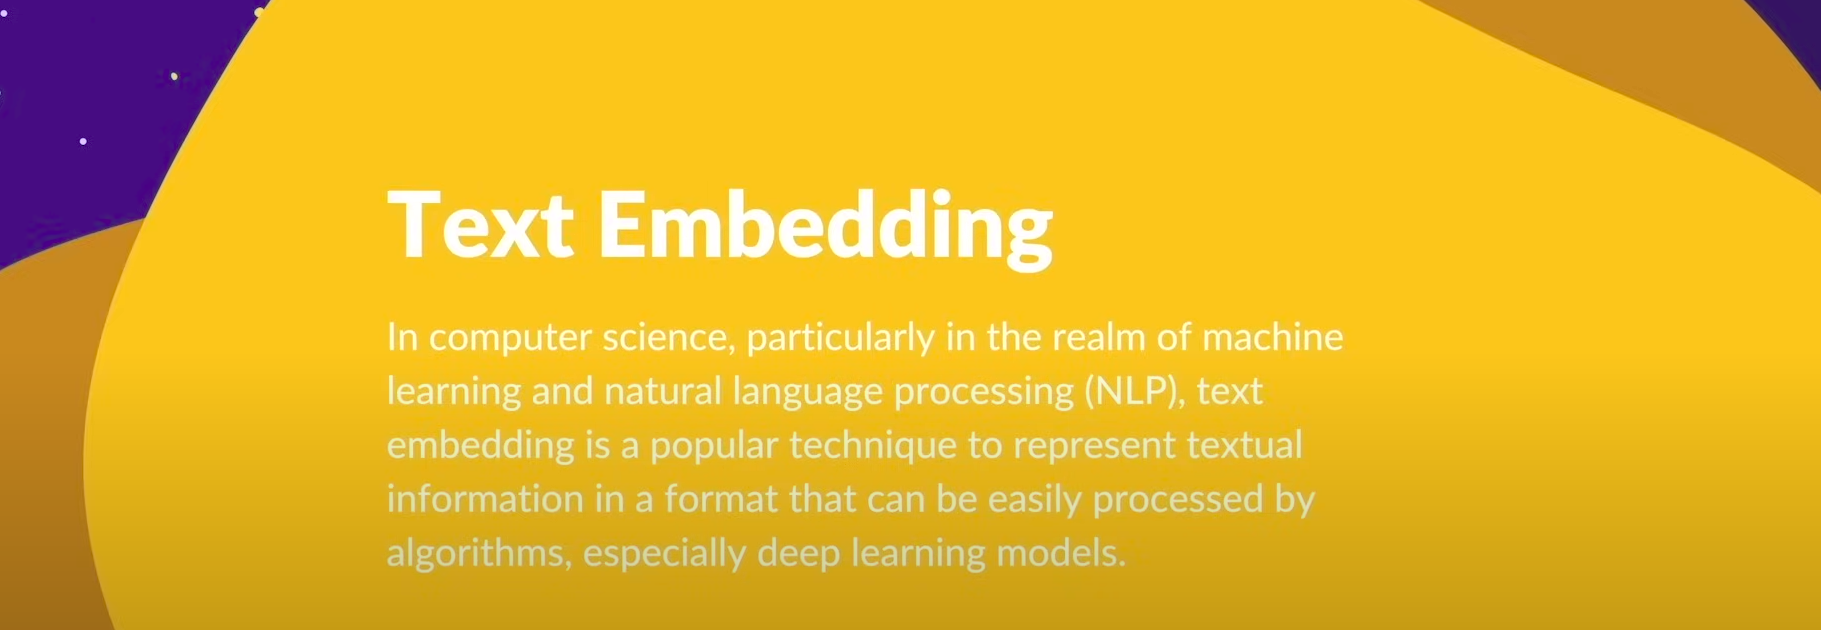 Text Embedding
In computer science, particularly in the realm of machine
learning and natural language processing (NLP), text
embedding is a popular technique to represent textual
information in a format that can be easily processed by
algorithms, especially deep learning models.